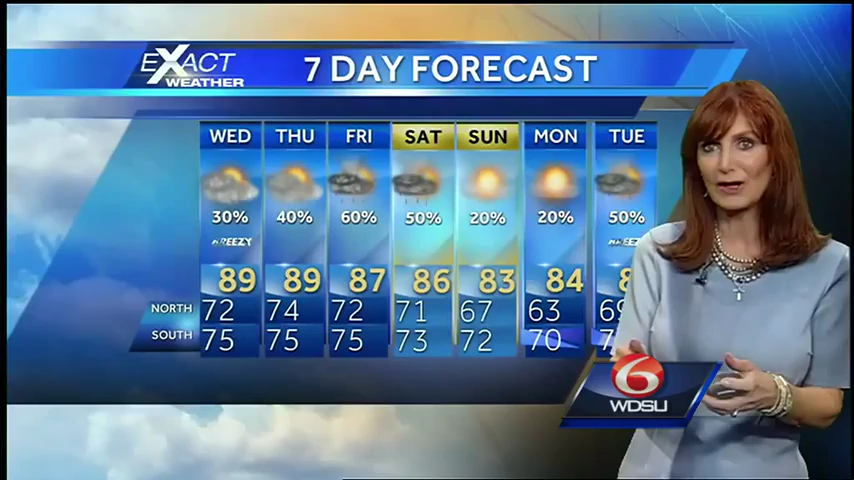 EXACT
WEATHER
7 DAY FORECAST
WED THU FRI SAT SUN MON TUE
30% 40% 60% 50% 20% 20% 50%
BREEZY
89 89 87 86 83 84 8
NORTH 72 74 72 71 67 63
SOUTH 75 75 75 73 72 70 7
6
WDSU